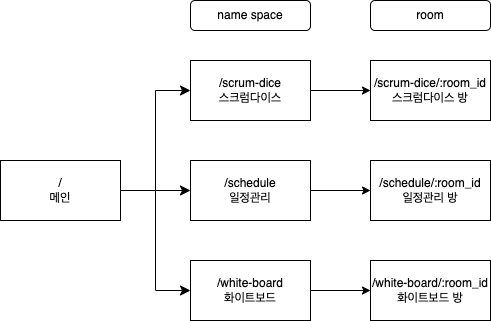 name space
room
/scrum-dice
스크럼다이스
/scrum-dice/:room_id
스크럼다이스 방
/
메인
/schedule
일정관리
/schedule/:room_id
일정관리 방
/white-board
화이트보드
/white-board/:room_id
화이트보드 방